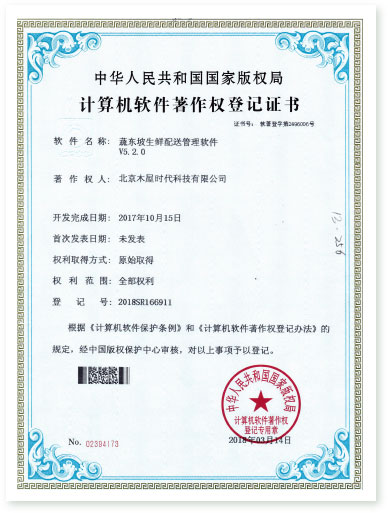 中华人民共和国国家版权局
计算机软件著作权登记证书
证书号： 软著登字第2496006号
软 件 名 称： 蔬东坡生鲜配送管理软件
V5.2.0
著 作 权 人： 北京木屋时代科技有限公司
开发完成日期： 2017年10月15日
首次发表日期： 未发表
权利取得方式： 原始取得
权 利 范 围： 全部权利
登 记 号： 2018SR166911
根据《计算机软件保护条例》和《计算机软件著作权登记办法》的
规定，经中国版权保护中心审核，对以上事项予以登记。
中华人民共和国国家版权局
计算机软件著作权
登记专用章
No. 02394173
2018年03月14日